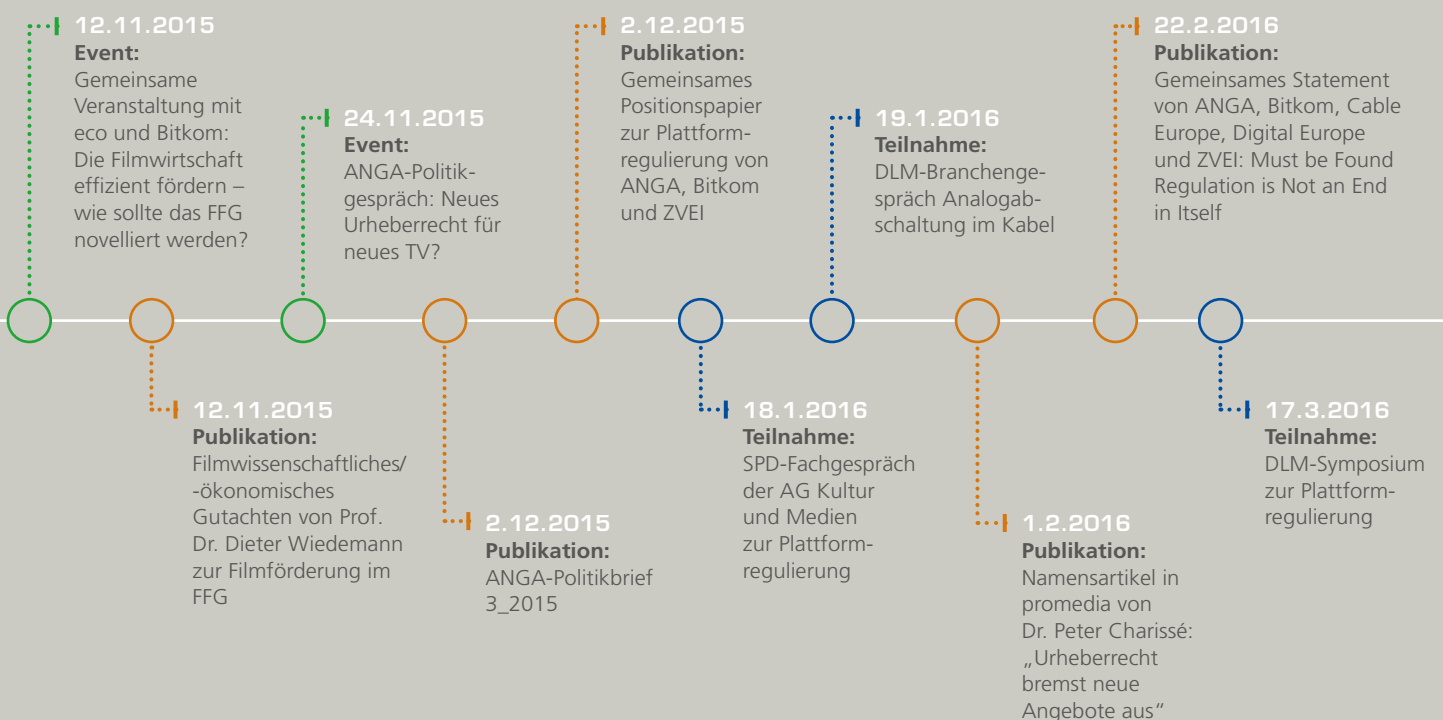 12.11.2015
Event:
Gemeinsame
Veranstaltung mit
eco und Bitkom:
Die Filmwirtschaft
effizient fördern –
wie sollte das FFG
novelliert werden?
12.11.2015
Publikation:
Filmwissenschaftliches/
-ökonomisches
Gutachten von Prof.
Dr. Dieter Wiedemann
zur Filmförderung im
FFG
24.11.2015
Event:
ANGA-Politik-
gespräch: Neues
Urheberrecht für
neues TV?
2.12.2015
Publikation:
ANGA-Politikbrief
3_2015
2.12.2015
Publikation:
Gemeinsames
Positionspapier
zur Plattform-
regulierung von
ANGA, Bitkom
und ZVEI
18.1.2016
Teilnahme:
SPD-Fachgespräch
der AG Kultur
und Medien
zur Plattform-
regulierung
19.1.2016
Teilnahme:
DLM-Branchenge-
spräch Analogab-
schaltung im Kabel
1.2.2016
Publikation:
Namensartikel in
promedia von
Dr. Peter Charissé:
„Urheberrecht
bremst neue
Angebote aus“
22.2.2016
Publikation:
Gemeinsames Statement
von ANGA, Bitkom, Cable
Europe, Digital Europe
und ZVEI: Must be Found
Regulation is Not an End
in Itself
17.3.2016
Teilnahme:
DLM-Symposium
zur Plattform-
regulierung